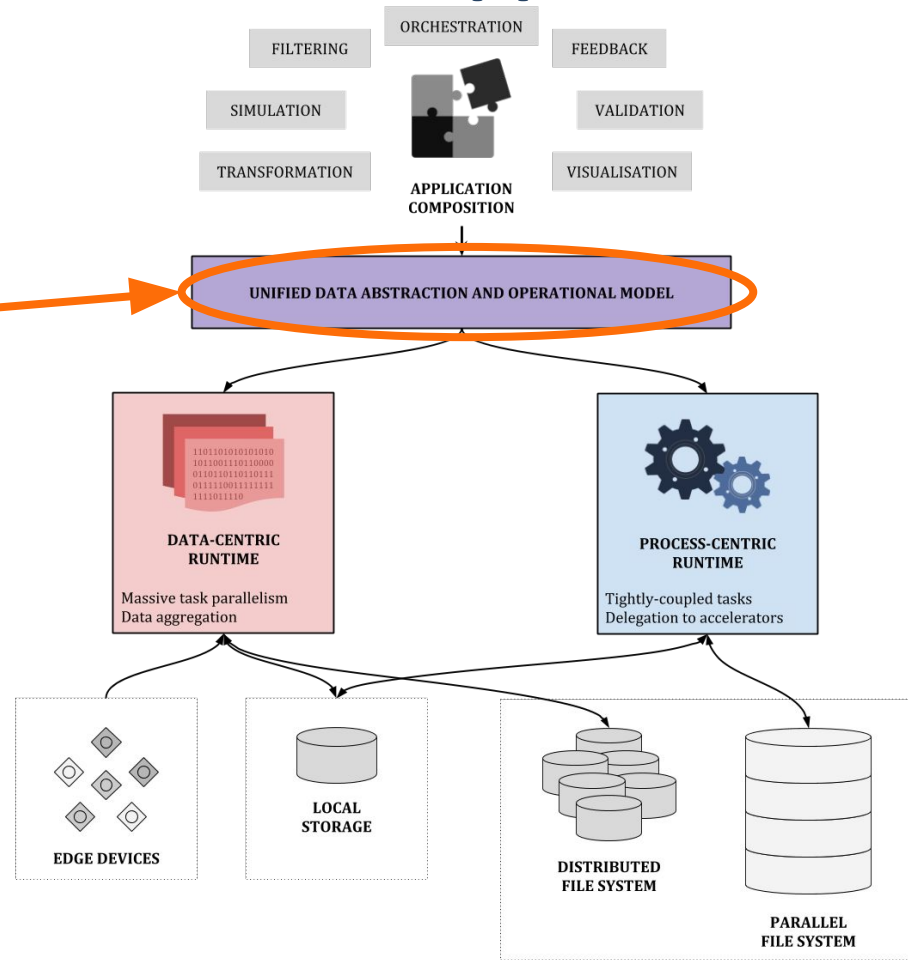 ORCHESTRATION
FILTERING
FEEDBACK
SIMULATION
VALIDATION
TRANSFORMATION
VISUALISATION
APPLICATION
COMPOSITION
UNIFIED DATA ABSTRACTION AND OPERATIONAL MODEL
1101101010101010
1011001110110000
0110110110110111
0111110011111111
1111011110
DATA-CENTRIC
RUNTIME
Massive task parallelism
Data aggregation
PROCESS-CENTRIC
RUNTIME
Tightly-coupled tasks
Delegation to accelerators
EDGE DEVICES
LOCAL
STORAGE
DISTRIBUTED
FILE SYSTEM
PARALLEL
FILE SYSTEM